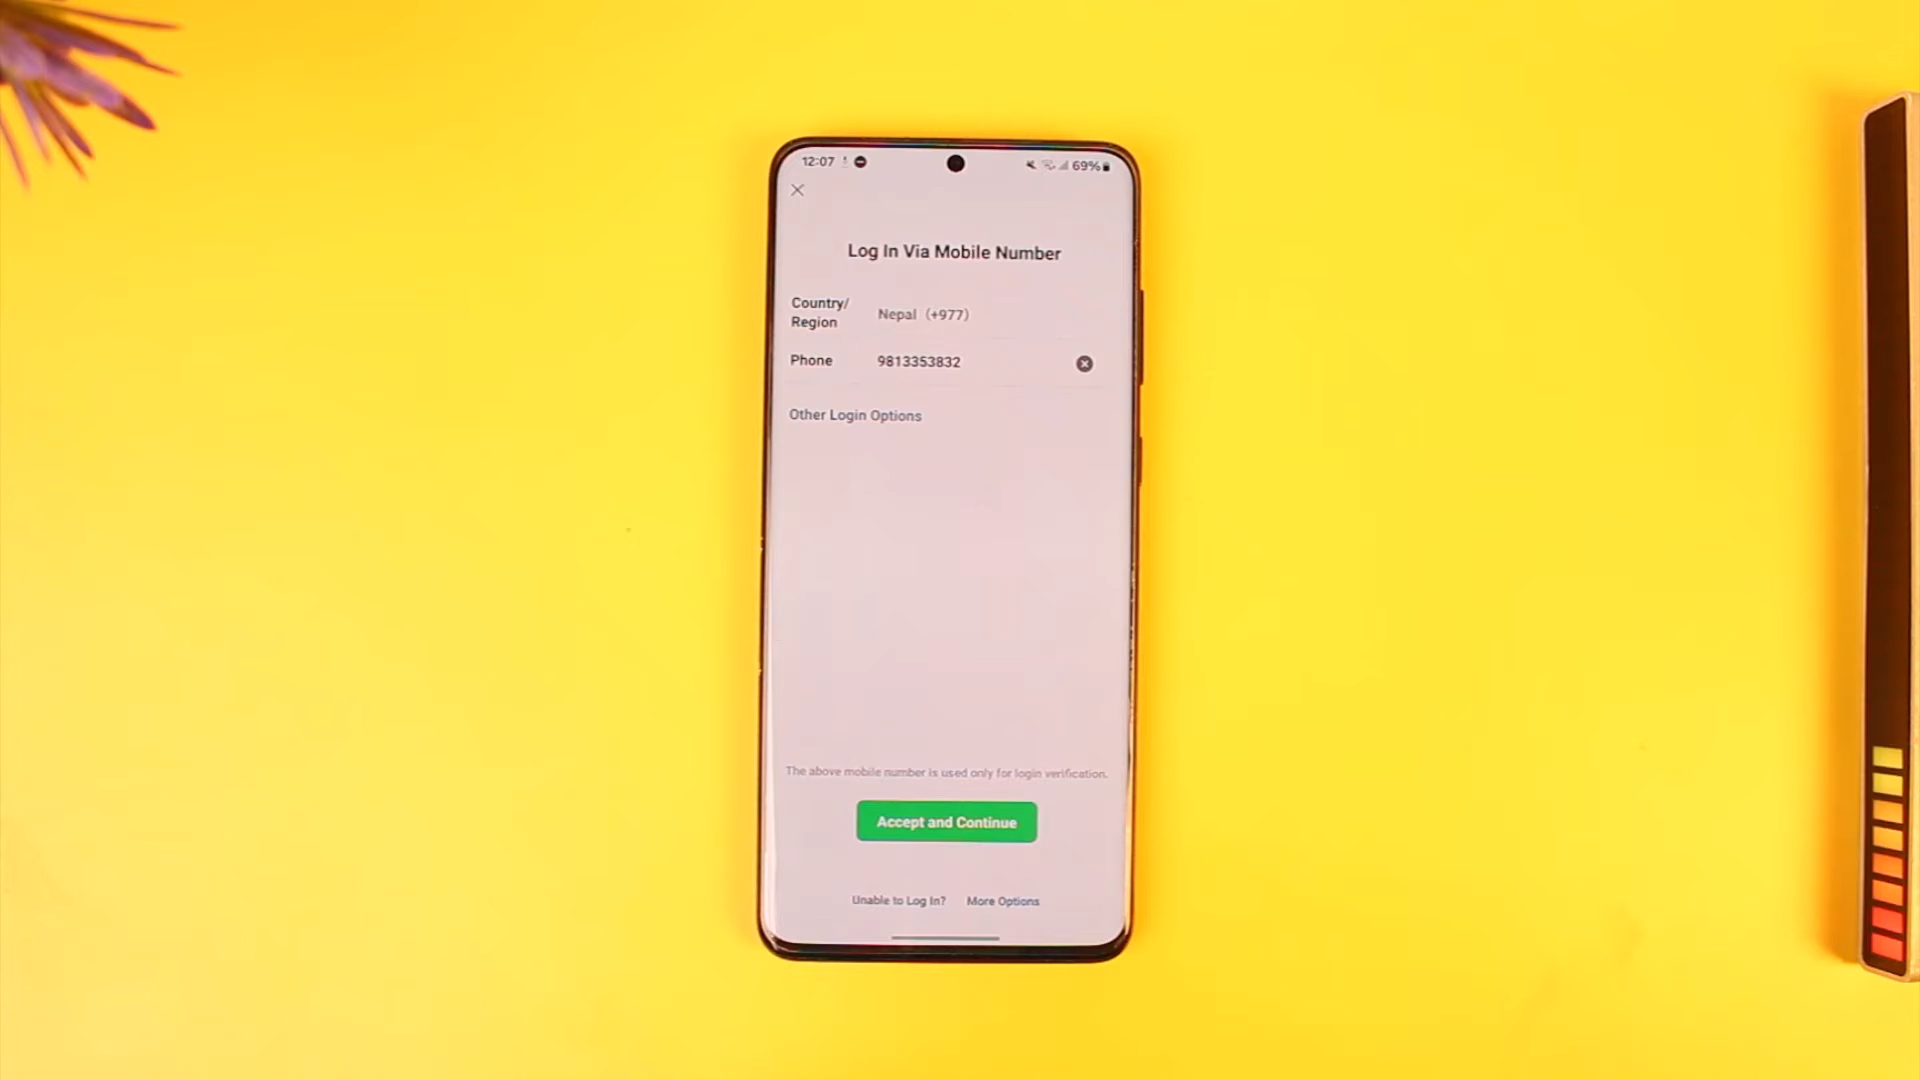 12:07
69%
Log In Via Mobile Number
Country/
Region
Nepal (+977)
Phone
9813353832
Other Login Options
The above mobile number is used only for login verification.
Accept and Continue
Unable to Log In?
More Options